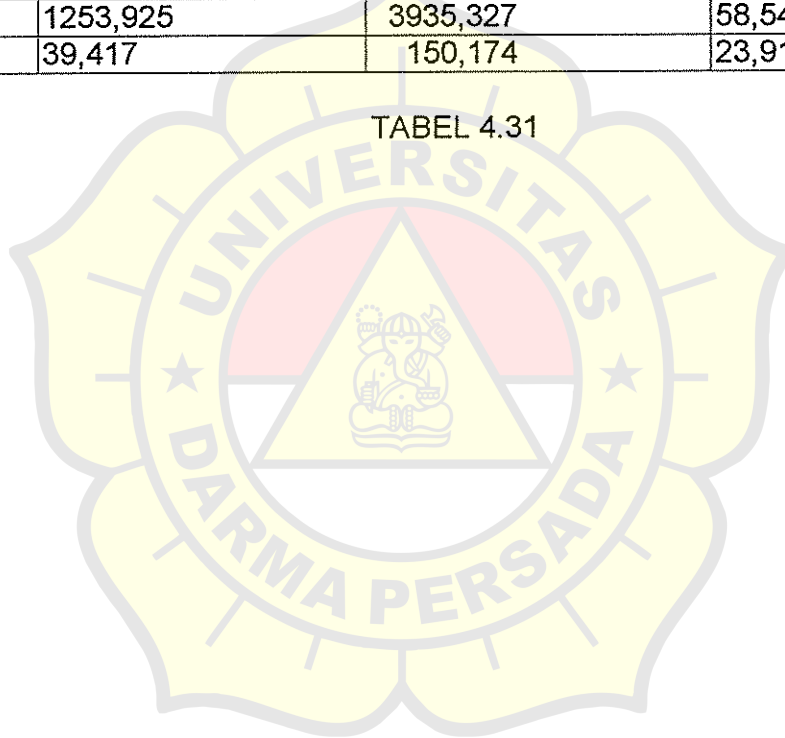 1253,925 3935,327 58,54
39,417 150,174 23,91
TABEL 4.31
UNIVERSITAS
DARMA PERSADA